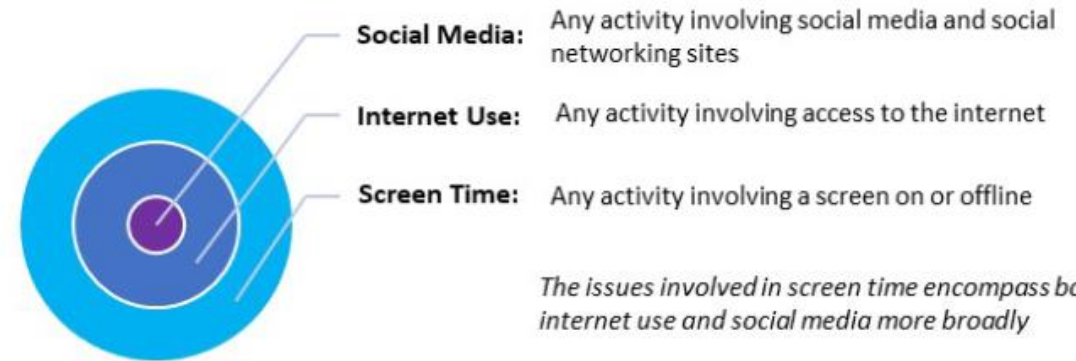 Social Media: Any activity involving social media and social
networking sites
Internet Use: Any activity involving access to the internet
Screen Time: Any activity involving a screen on or offline
The issues involved in screen time encompass
internet use and social media more broadly